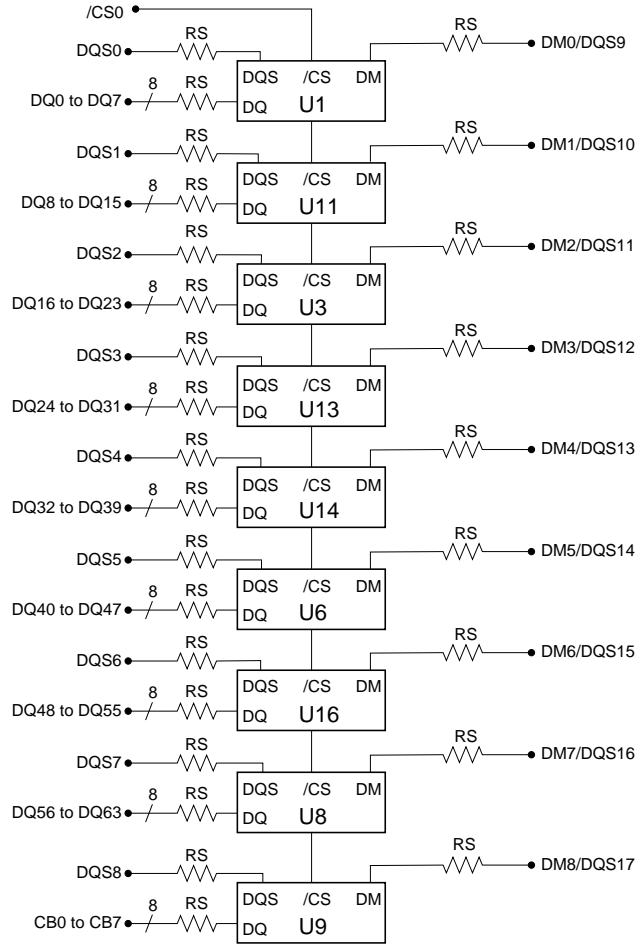 /CS0
RS RS
DQS0 DM0/DQS9
DQS /CS DM
8 RS
DQ0 to DQ7 DQ U1
RS RS
DQS1 DM1/DQS10
DQS /CS DM
8 RS
DQ8 to DQ15 DQ U11
RS RS
DQS2 DM2/DQS11
DQS /CS DM
8 RS
DQ16 to DQ23 DQ U3
RS RS
DQS3 DM3/DQS12
DQS /CS DM
8 RS
DQ24 to DQ31 DQ U13
RS RS
DQS4 DM4/DQS13
DQS /CS DM
8 RS
DQ32 to DQ39 DQ U14
RS RS
DQS5 DM5/DQS14
DQS /CS DM
8 RS
DQ40 to DQ47 DQ U6
RS RS
DQS6 DM6/DQS15
DQS /CS DM
8 RS
DQ48 to DQ55 DQ U16
RS RS
DQS7 DM7/DQS16
DQS /CS DM
8 RS
DQ56 to DQ63 DQ U8
RS RS
DQS8 DM8/DQS17
DQS /CS DM
8 RS
CB0 to CB7 DQ U9